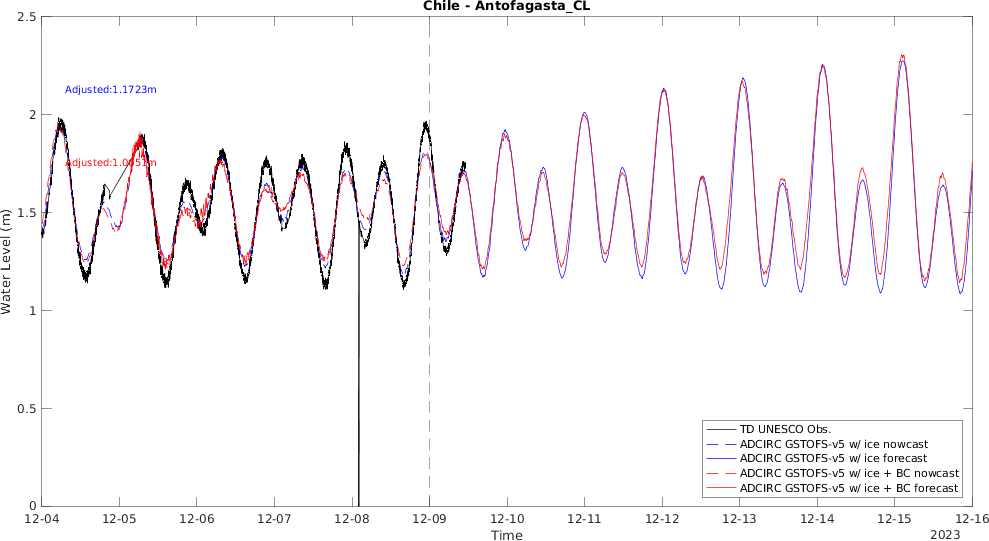 Chile - Antofagasta_CL
2.5
2
1.5
1
0.5
0
Water Level (m)
Adjusted:1.1723m
12-04
12-05
12-06
12-07
12-08
12-09
12-10
12-11
12-12
12-13
12-14
12-15
12-16
Time
2023
TD UNESCO Obs.
ADCIRC GSTOFS-v5 w/ ice nowcast
ADCIRC GSTOFS-v5 w/ ice forecast
ADCIRC GSTOFS-v5 w/ ice + BC nowcast
ADCIRC GSTOFS-v5 w/ ice + BC forecast